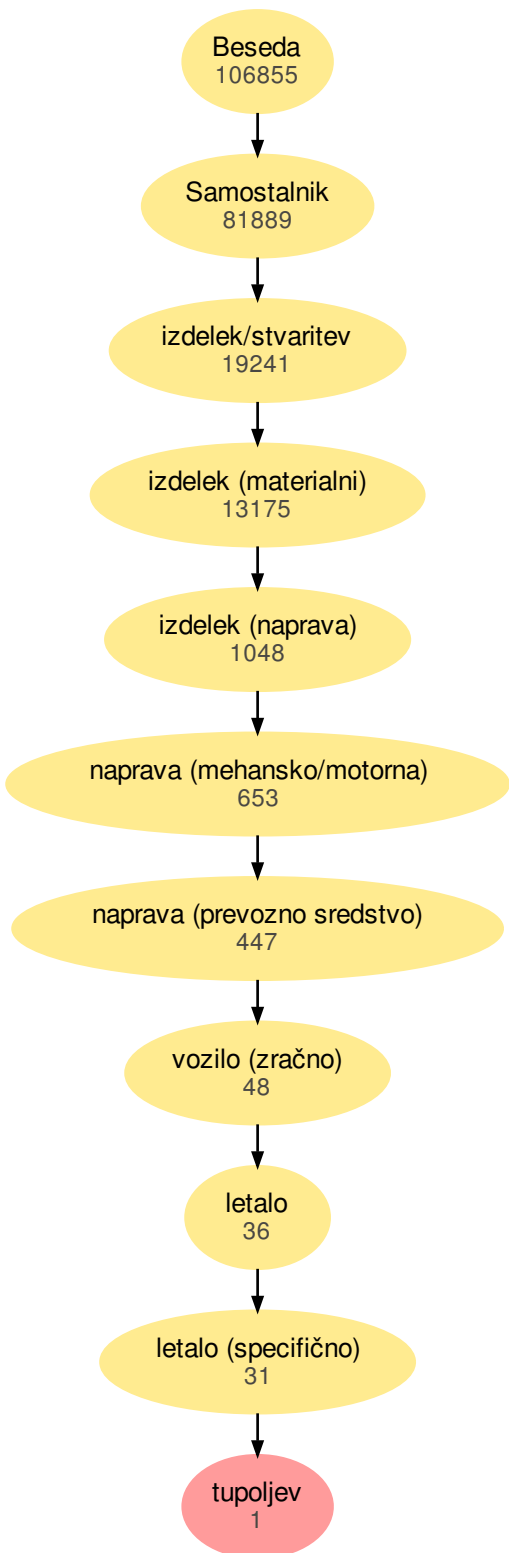 Beseda
106855
Samostalnik
81889
izdelek/stvaritev
19241
izdelek (materialni)
13175
izdelek (naprava)
1048
naprava (mehansko/motorna)
653
naprava (prevozno sredstvo)
447
vozilo (zračno)
48
letalo
36
letalo (specifično)
31
tupoljev
1